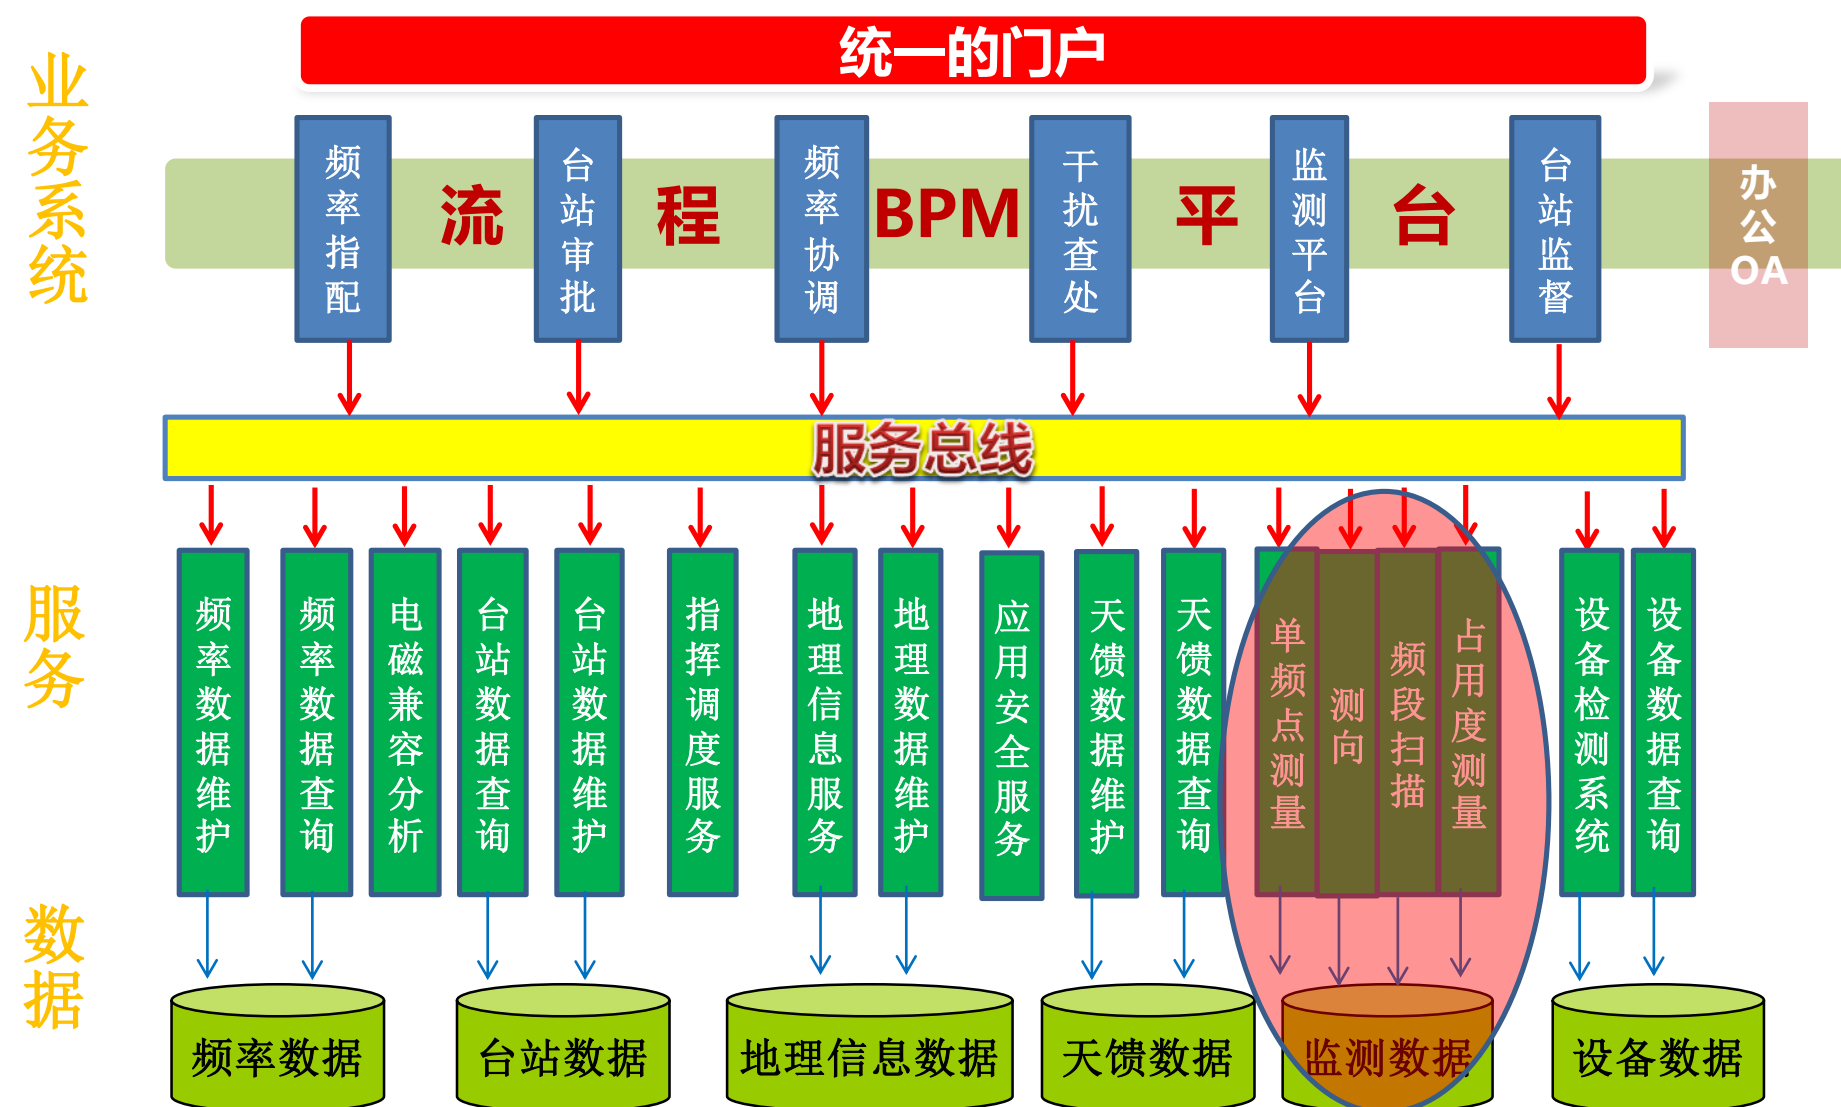 统一的门户
业务系统
频率指配
流
台站审批
程
频率协调
BPM
干扰查处
平
监测平台
台
台站监督
办公OA
服务总线
服务
频率数据维护
频率数据查询
电磁兼容分析
台站数据查询
台站数据维护
指挥调度服务
地理信息服务
地理数据维护
应用安全服务
天馈数据维护
天馈数据查询
单频点测量
测向
频段扫描
占用度测量
设备检测系统
设备数据查询
数据
频率数据
台站数据
地理信息数据
天馈数据
监测数据
设备数据